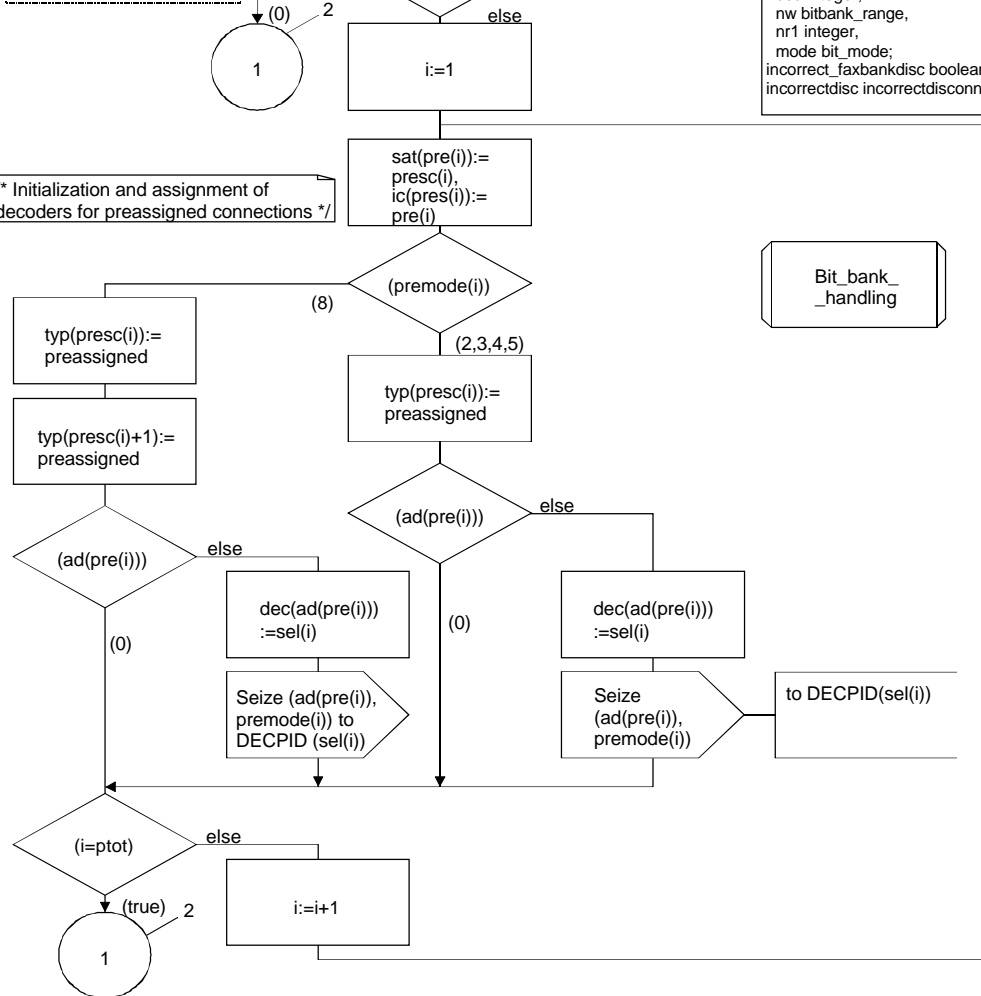 (0)
2
1
else
i:=1
nw bitbank_range,
nr1 integer,
mode bit_mode;
incorrect_faxbankdisc boolean
incorrectdisc incorrectdisconn
sat(pre(i)):=
presc(i),
ic(pres(i)):=
pre(i)
* Initialization and assignment of
decoders for preassigned connections */
(premode(i))
(8)
(2,3,4,5)
Bit_bank_
_handling
typ(presc(i)):=
preassigned
typ(presc(i)+1):=
preassigned
typ(presc(i)):=
preassigned
(ad(pre(i)))
else
(ad(pre(i)))
else
(0)
dec(ad(pre(i)))
:=sel(i)
(0)
dec(ad(pre(i)))
:=sel(i)
Seize (ad(pre(i)),
premode(i)) to
DECPID (sel(i))
Seize
(ad(pre(i)),
premode(i))
to DECPID(sel(i))
(i=ptot)
else
i:=i+1
(true)
2
1